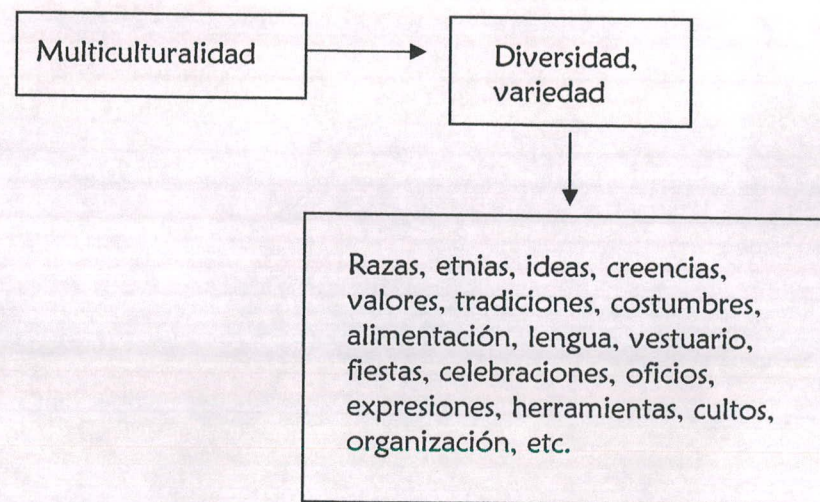 Multiculturalidad
Diversidad,
variedad
Razas, etnias, ideas, creencias,
valores, tradiciones, costumbres,
alimentación, lengua, vestuario,
fiestas, celebraciones, oficios,
expresiones, herramientas, cultos,
organización, etc.